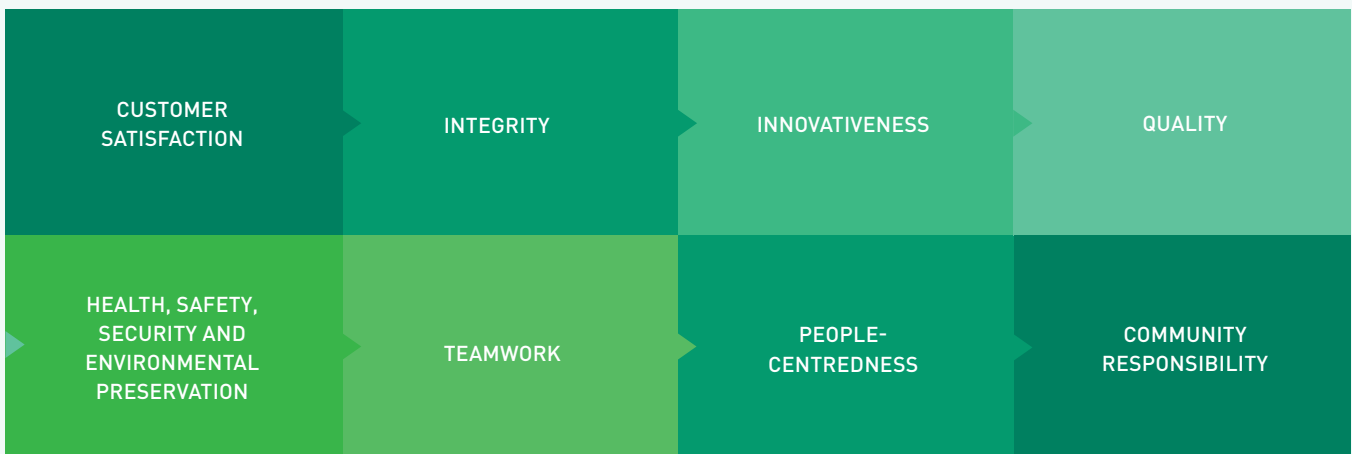 CUSTOMER
SATISFACTION
INTEGRITY
INNOVATIVENESS
QUALITY
HEALTH, SAFETY,
SECURITY AND
ENVIRONMENTAL
PRESERVATION
TEAMWORK
PEOPLE-
CENTREDNESS
COMMUNITY
RESPONSIBILITY